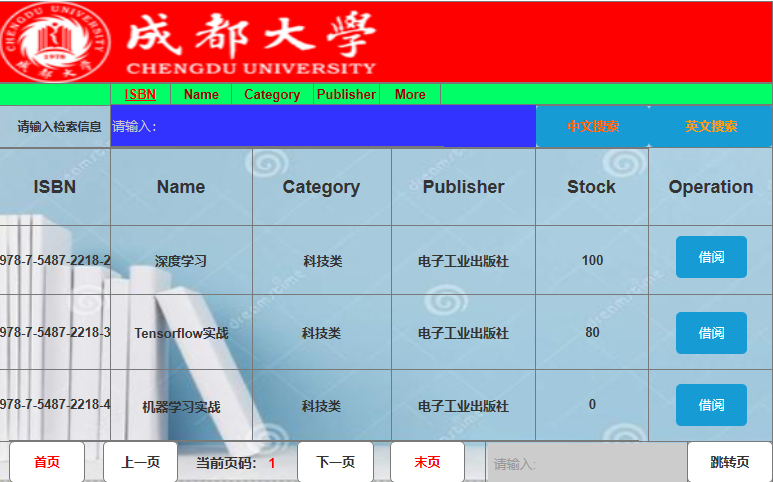 CHENGDU UNIVERSITY
1978
成都大学
成都大学
CHENGDU UNIVERSITY
ISBN Name Category Publisher More
请输入检索信息 请输入： 中文搜索 英文搜索
ISBN Name Category Publisher Stock Operation
978-7-5487-2218-2 深度学习 科技类 电子工业出版社 100 借阅
978-7-5487-2218-3 Tensorflow实战 科技类 电子工业出版社 80 借阅
978-7-5487-2218-4 机器学习实战 科技类 电子工业出版社 0 借阅
首页 上一页 当前页码： 1 下一页 末页 请输入: 跳转页
dreamstime